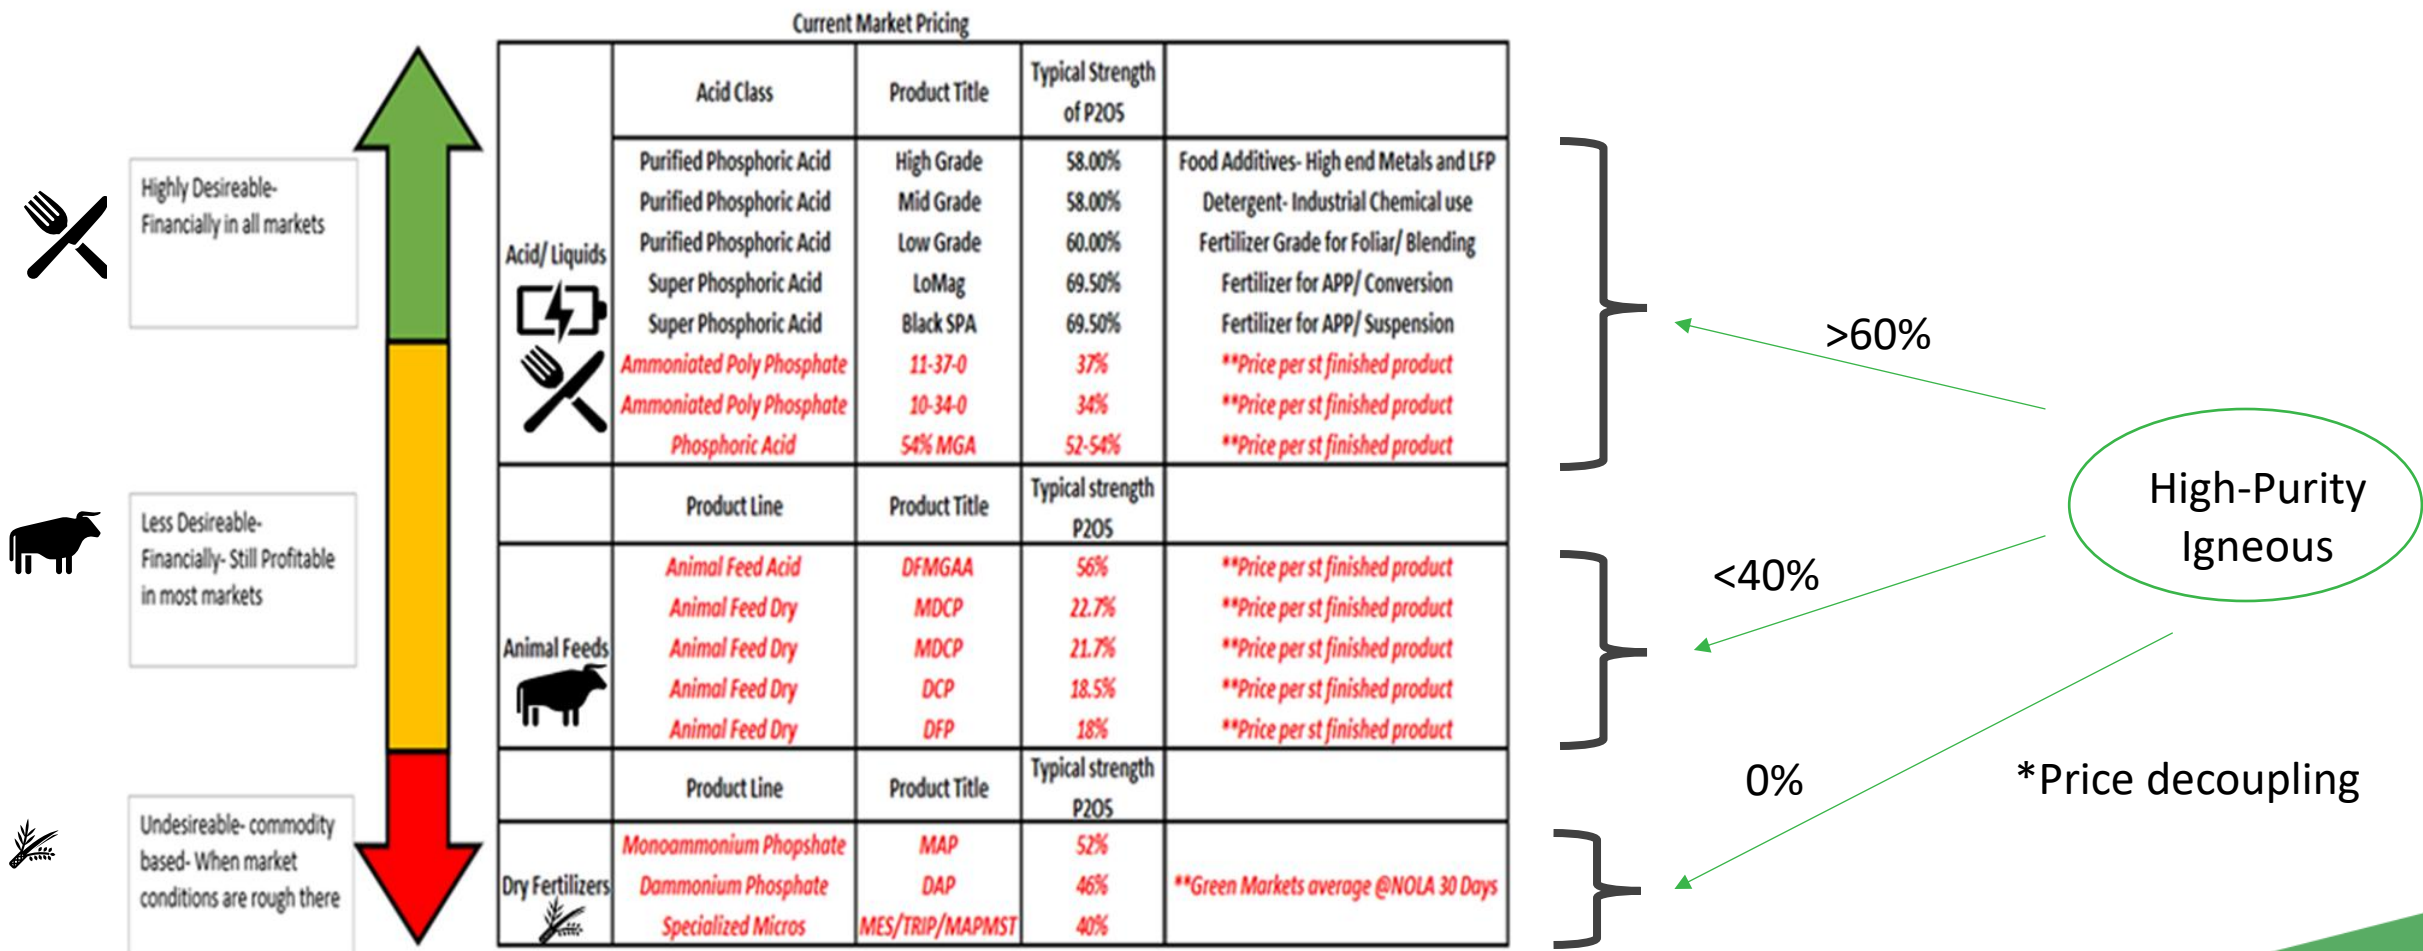 Current Market Pricing
Acid Class Product Title Typical Strength of P2O5
Highly Desireable-
Financially in all markets
Less Desireable-
Financially- Still Profitable
in most markets
Undesireable- commodity
based- When market
conditions are rough there
Acid/ Liquids
Purified Phosphoric Acid High Grade 58.00% Food Additives- High end Metals and LFP
Purified Phosphoric Acid Mid Grade 58.00% Detergent- Industrial Chemical use
Purified Phosphoric Acid Low Grade 60.00% Fertilizer Grade for Foliar/ Blending
Super Phosphoric Acid LoMag 69.50% Fertilizer for APP/ Conversion
Super Phosphoric Acid Black SPA 69.50% Fertilizer for APP/ Suspension
Ammoniated Poly Phosphate 11-37-0 37% **Price per st finished product
Ammoniated Poly Phosphate 10-34-0 34% **Price per st finished product
Phosphoric Acid 54% MGA 52-54% **Price per st finished product
Product Line Product Title Typical strength P2O5
Animal Feeds
Animal Feed Acid DFMGAA 56% **Price per st finished product
Animal Feed Dry MDCP 22.7% **Price per st finished product
Animal Feed Dry MDCP 21.7% **Price per st finished product
Animal Feed Dry DCP 18.5% **Price per st finished product
Animal Feed Dry DFP 18% **Price per st finished product
Product Line Product Title Typical strength P2O5
Dry Fertilizers
Monoammonium Phopshate MAP 52%
Dammonium Phosphate DAP 46% **Green Markets average @NOLA 30 Days
Specialized Micros MES/TRIP/MAPMST 40%
>60%
<40%
0%
High-Purity
Igneous
*Price decoupling